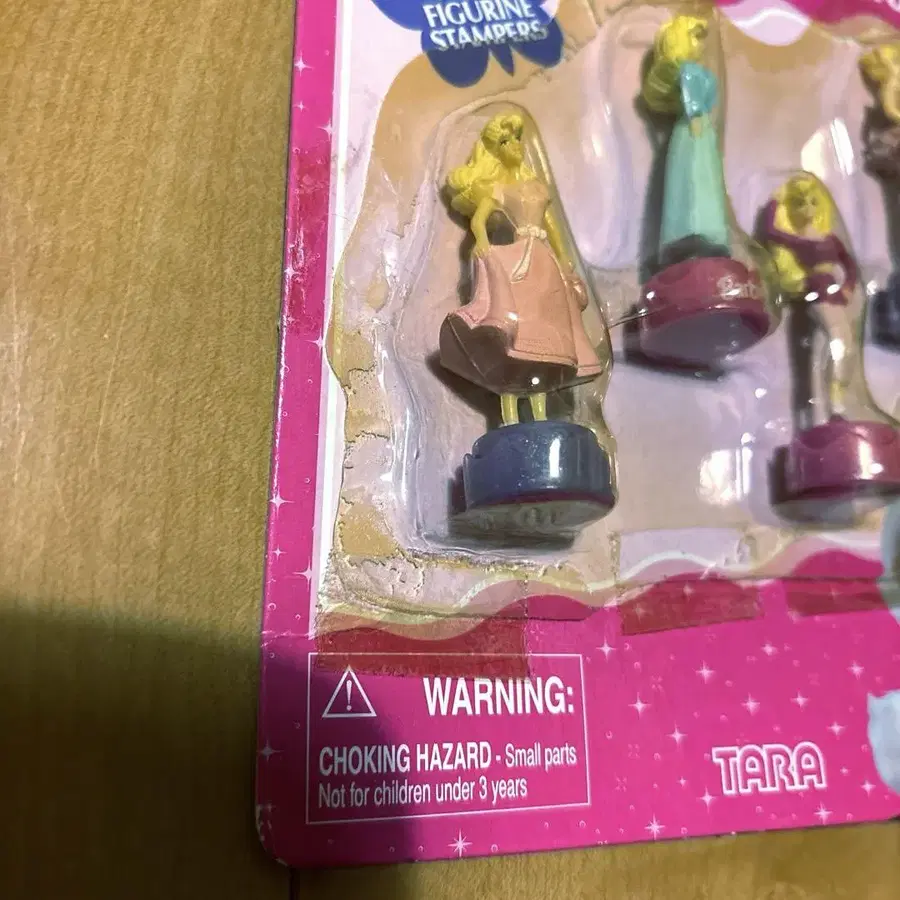 FIGURINE
STAMPERS
WARNING:
CHOKING HAZARD - Small parts
Not for children under 3 years
TARA